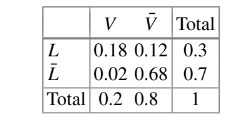 V V̄ Total
L 0.18 0.12 0.3
L̄ 0.02 0.68 0.7
Total 0.2 0.8 1